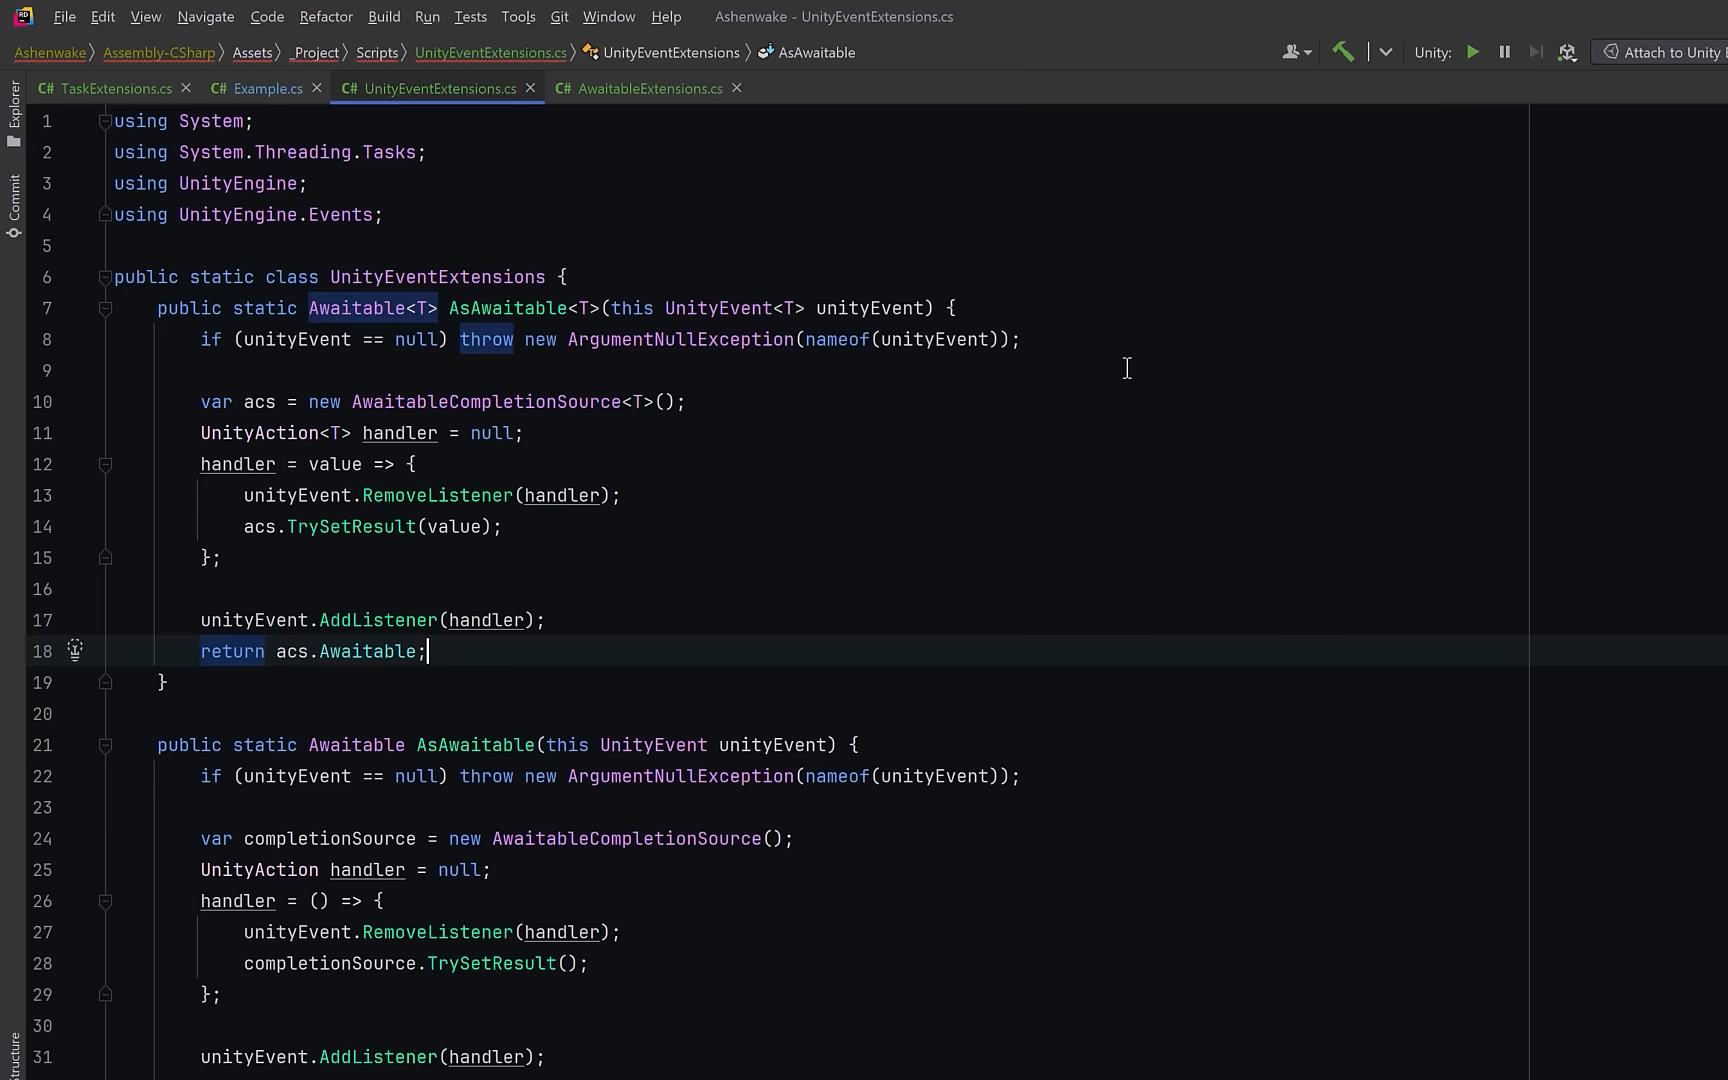 File Edit View Navigate Code Refactor Build Run Tests Tools Git Window Help Ashenwake - UnityEventExtensions.cs
Ashenwake Assembly-CSharp Assets _Project Scripts UnityEventExtensions.cs UnityEventExtensions AsAwaitable Unity: Attach to Unity E
C# TaskExtensions.cs C# Example.cs C# UnityEventExtensions.cs C# AwaitableExtensions.cs
Explorer
Commit
Structure
1 using System;
2 using System.Threading.Tasks;
3 using UnityEngine;
4 using UnityEngine.Events;
5
6 public static class UnityEventExtensions {
7 public static Awaitable<T> AsAwaitable<T>(this UnityEvent<T> unityEvent) {
8 if (unityEvent == null) throw new ArgumentNullException(nameof(unityEvent));
9
10 var acs = new AwaitableCompletionSource<T>();
11 UnityAction<T> handler = null;
12 handler = value => {
13 unityEvent.RemoveListener(handler);
14 acs.TrySetResult(value);
15 };
16
17 unityEvent.AddListener(handler);
18 return acs.Awaitable;
19 }
20
21 public static Awaitable AsAwaitable(this UnityEvent unityEvent) {
22 if (unityEvent == null) throw new ArgumentNullException(nameof(unityEvent));
23
24 var completionSource = new AwaitableCompletionSource();
25 UnityAction handler = null;
26 handler = () => {
27 unityEvent.RemoveListener(handler);
28 completionSource.TrySetResult();
29 };
30
31 unityEvent.AddListener(handler);